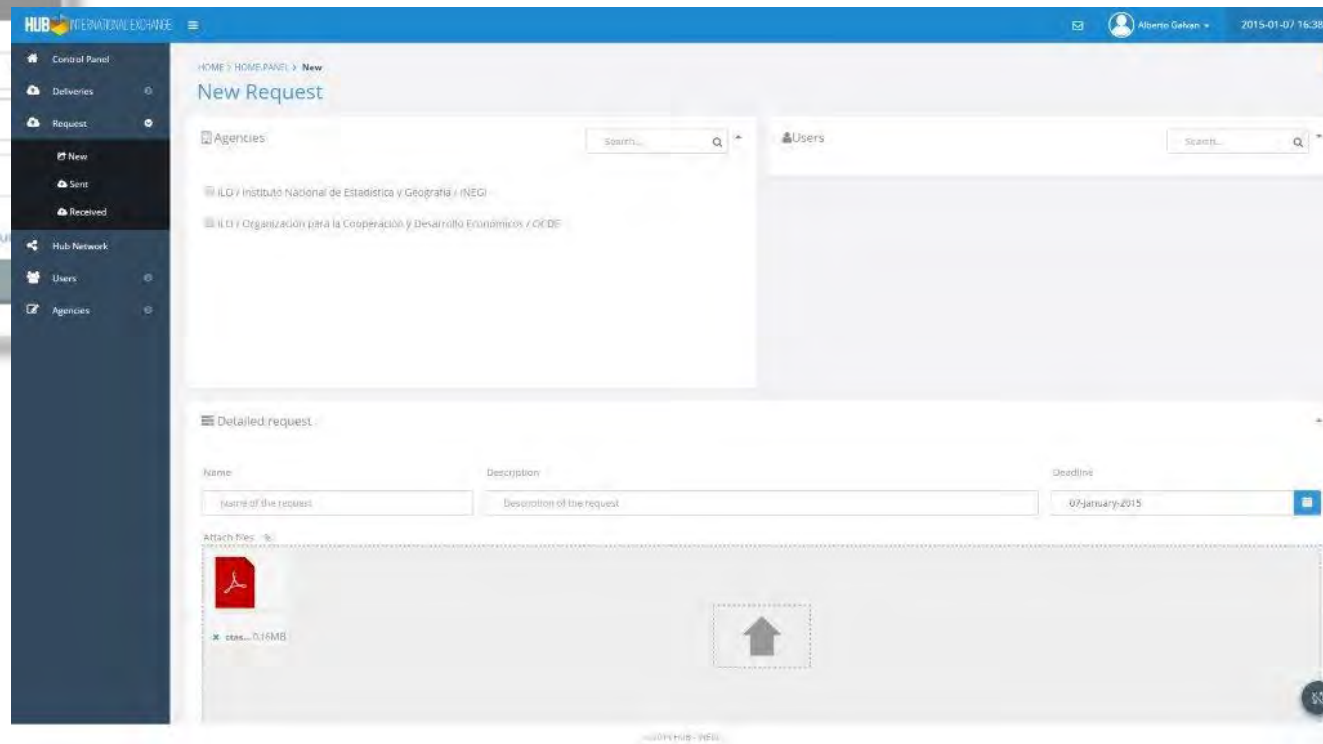 HUB INTERNATIONAL EXCHANGE
Alberto Galvan
2015-01-07 16:38
Control Panel
Deliveries
Request
New
Sent
Received
Hub Network
Users
Agencies
HOME > HOME.PANEL > New
New Request
Agencies
Search...
Users
Search...
ILO / Instituto Nacional de Estadística y Geografía / INEGI
ILO / Organización para la Cooperación y Desarrollo Económicos / OCDE
Detailed request
Name
Description
Deadline
Name of the request
Description of the request
07-January-2015
Attach files
0.16MB
HUB - INEGI